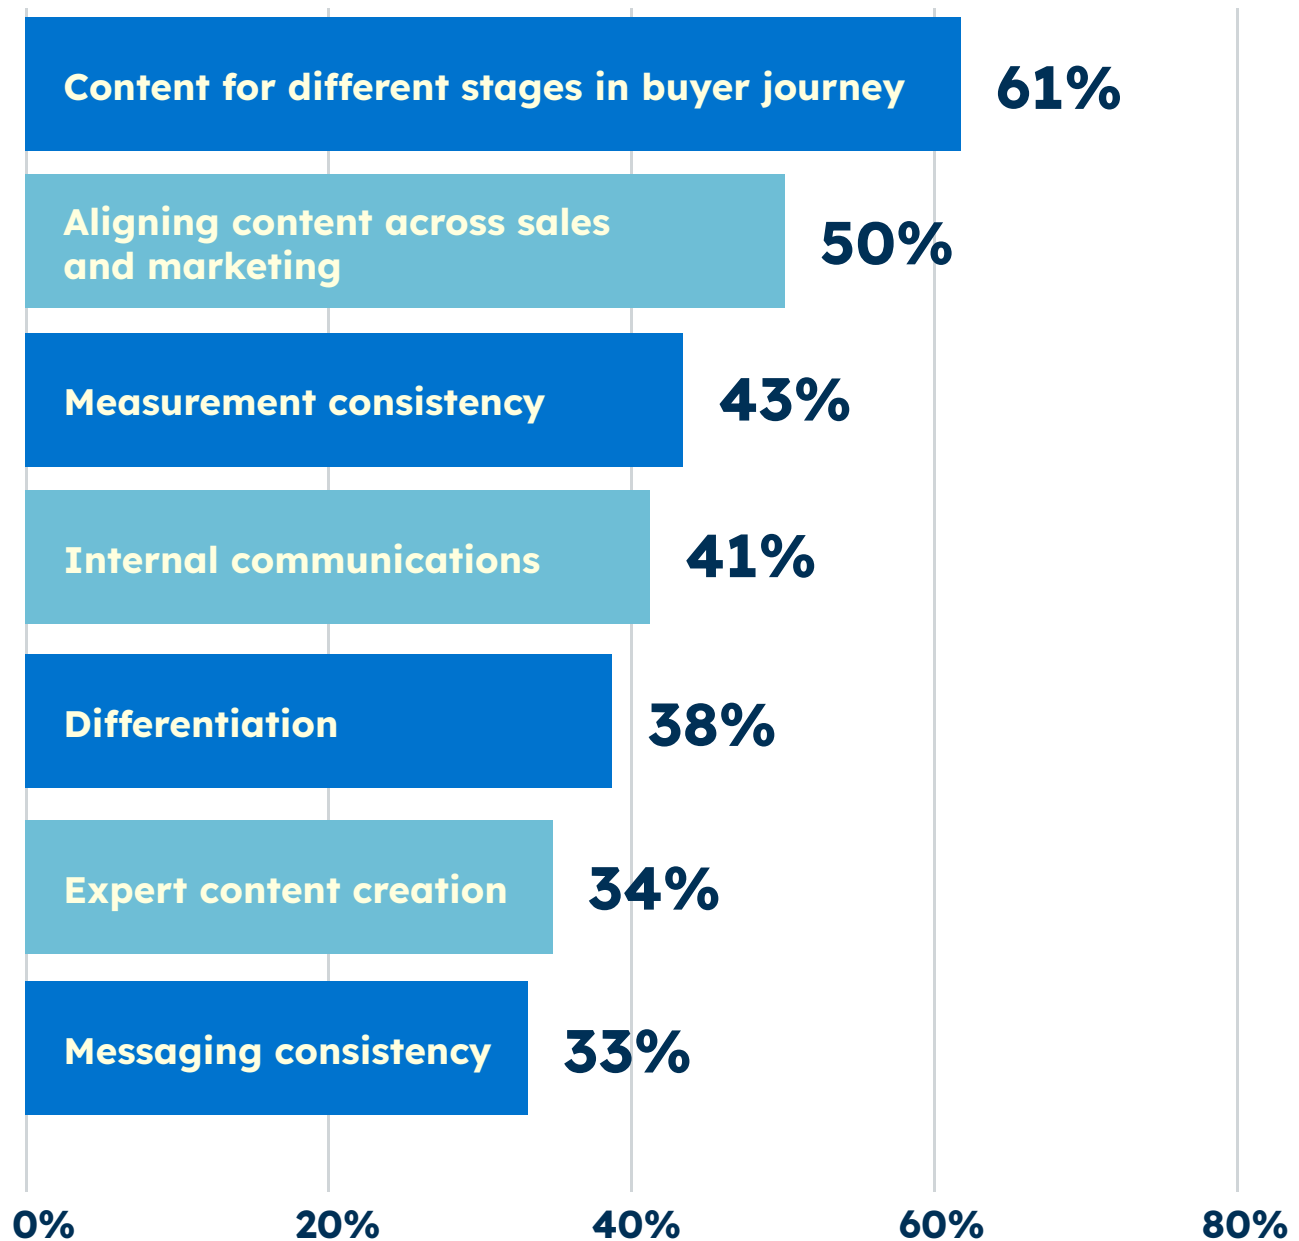 Content for different stages in buyer journey 61%
Aligning content across sales
and marketing 50%
Measurement consistency 43%
Internal communications 41%
Differentiation 38%
Expert content creation 34%
Messaging consistency 33%
0% 20% 40% 60% 80%